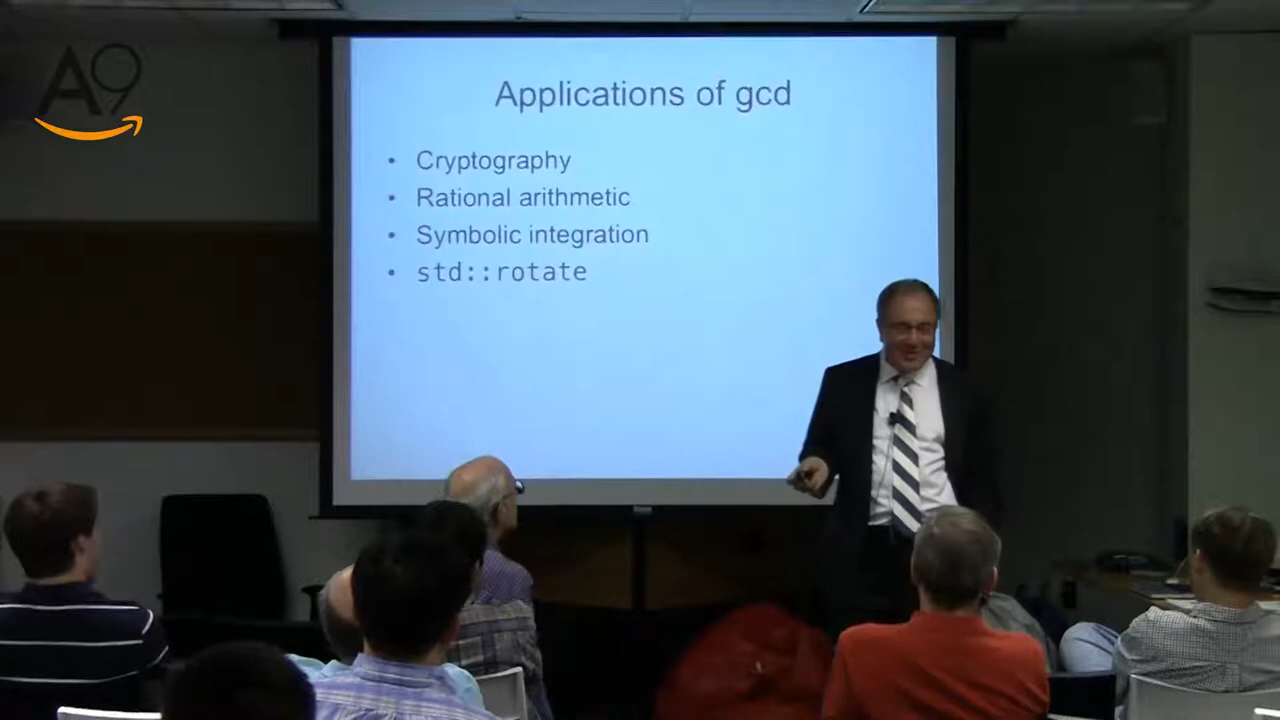 A9
Applications of gcd
• Cryptography
• Rational arithmetic
• Symbolic integration
• std::rotate